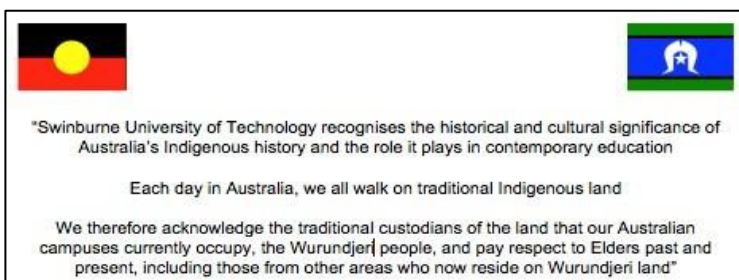 "Swinburne University of Technology recognises the historical and cultural significance of
Australia's Indigenous history and the role it plays in contemporary education
Each day in Australia, we all walk on traditional Indigenous land
We therefore acknowledge the traditional custodians of the land that our Australian
campuses currently occupy, the Wurundjeri people, and pay respect to Elders past and
present, including those from other areas who now reside on Wurundjeri land"